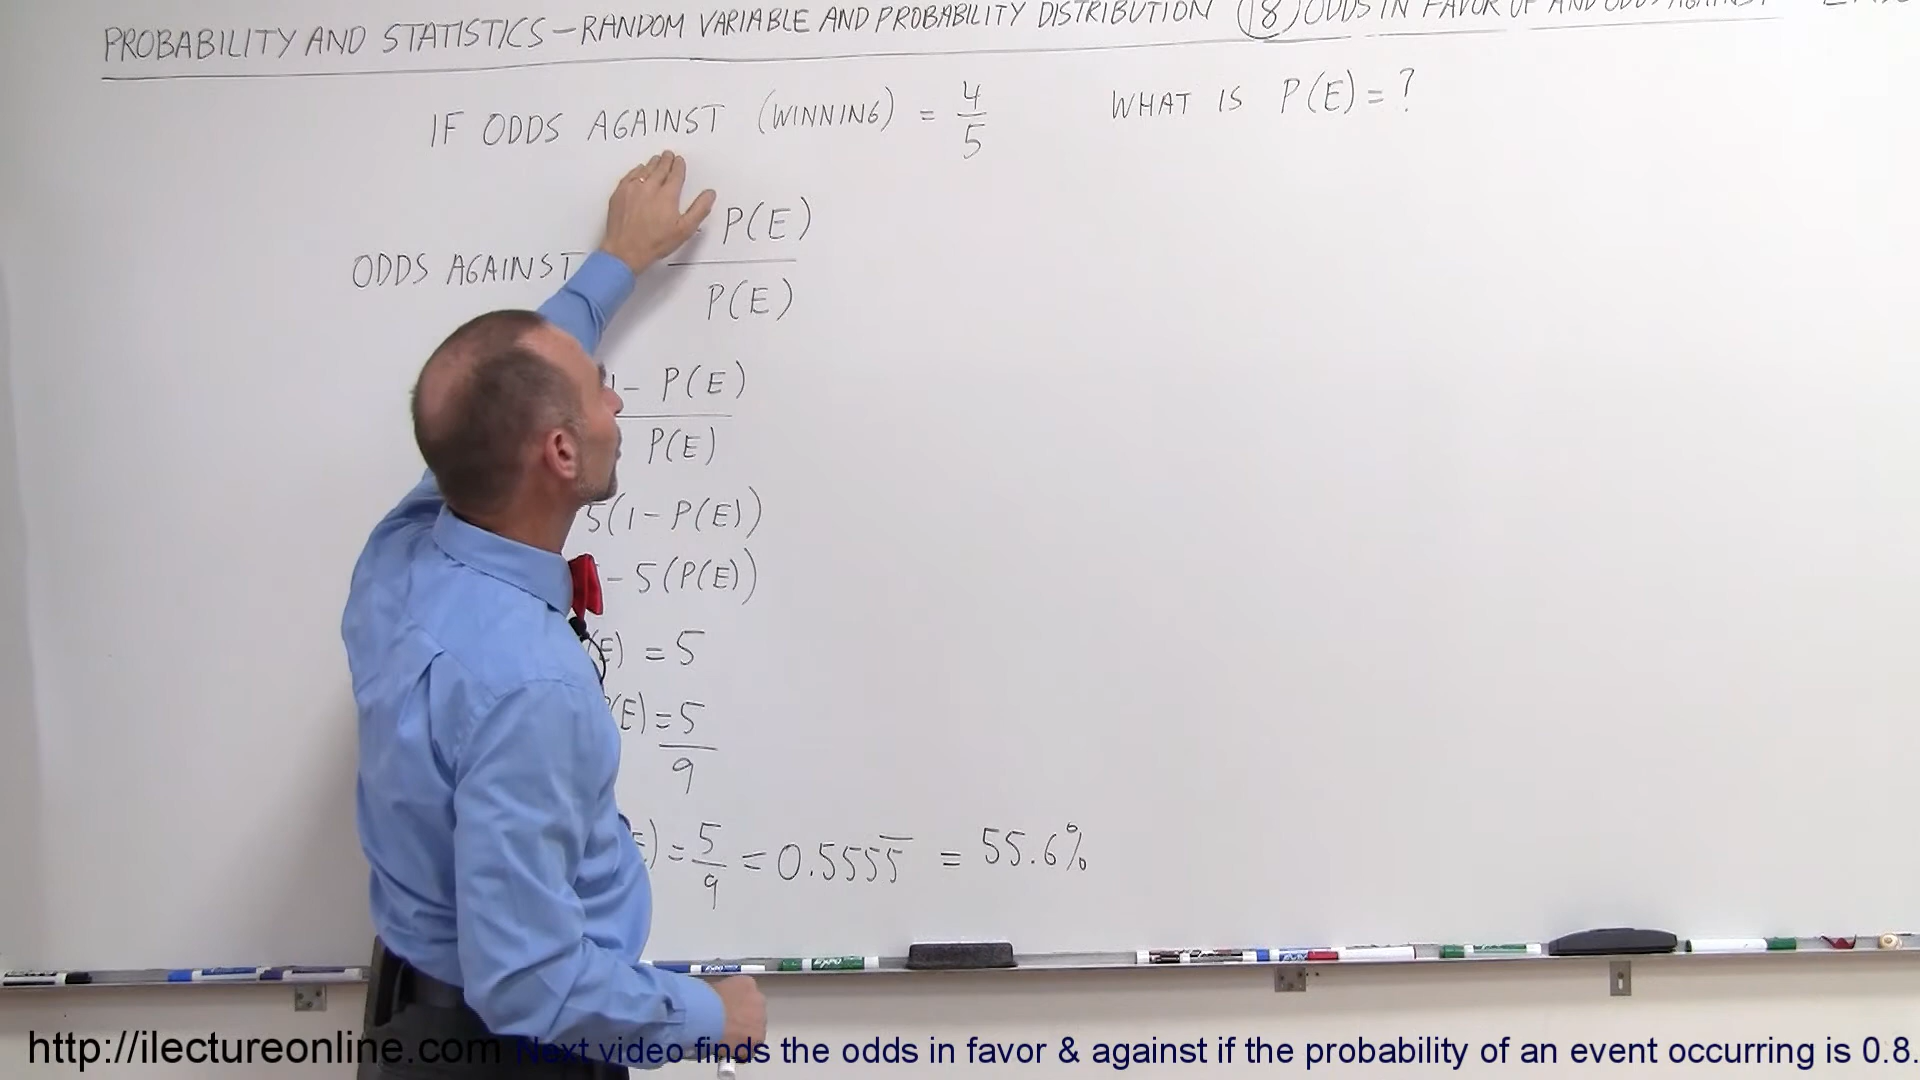 PROBABILITY AND STATISTICS – RANDOM VARIABLE AND PROBABILITY DISTRIBUTION (18) ODDS IN FAVOR OF AND ODDS AGAINST
IF ODDS AGAINST (WINNING) = 4/5 WHAT IS P(E) = ?
ODDS AGAINST - P(E) / P(E)
1 - P(E) / P(E)
5(1 - P(E))
- 5(P(E))
(E) = 5
P(E) = 5/9
E) = 5/9 = 0.5555̅ = 55.6%
http://ilectureonline.com Next video finds the odds in favor & against if the probability of an event occurring is 0.8.